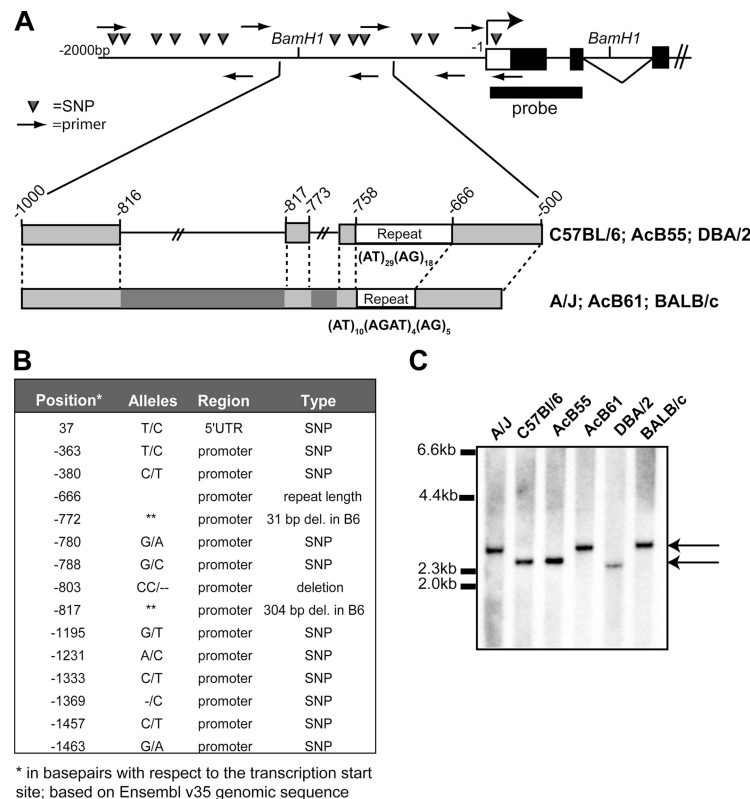 A
-2000bp
BamH1
-1
BamH1
=SNP
=primer
probe
-1000
-816
-817
-773
-758
-666
-500
Repeat
C57BL/6; AcB55; DBA/2
(AT)29(AG)18
Repeat
A/J; AcB61; BALB/c
(AT)10(AGAT)4(AG)5
B
Position* Alleles Region Type
37 T/C 5'UTR SNP
-363 T/C promoter SNP
-380 C/T promoter SNP
-666 promoter repeat length
-772 ** promoter 31 bp del. in B6
-780 G/A promoter SNP
-788 G/C promoter SNP
-803 CC/-- promoter deletion
-817 ** promoter 304 bp del. in B6
-1195 G/T promoter SNP
-1231 A/C promoter SNP
-1333 C/T promoter SNP
-1369 -/C promoter SNP
-1457 C/T promoter SNP
-1463 G/A promoter SNP
* in basepairs with respect to the transcription start
site; based on Ensembl v35 genomic sequence
C
A/J
C57Bl/6
AcB55
AcB61
DBA/2
BALB/c
6.6kb
4.4kb
2.3kb
2.0kb